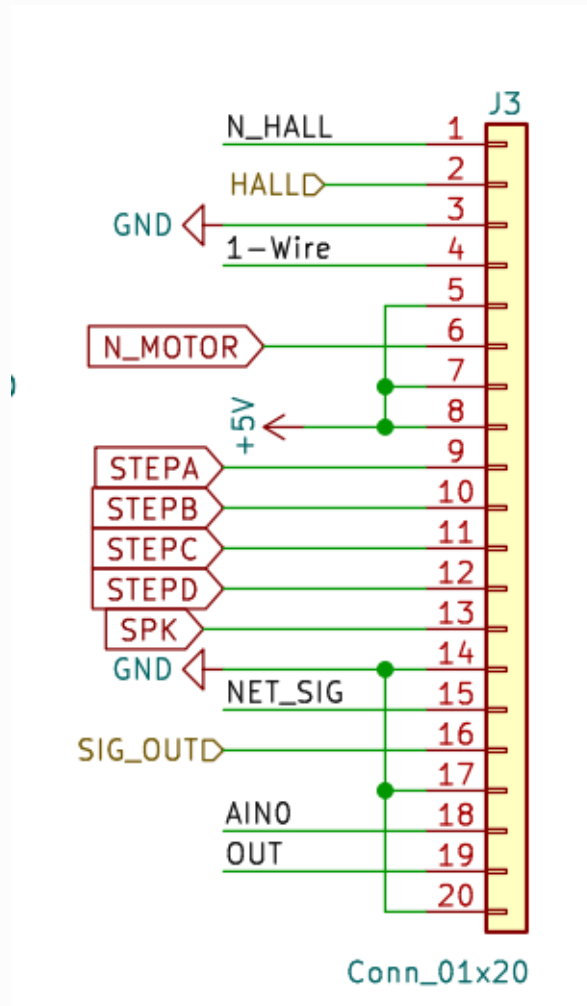 J3
N_HALL 1
HALL 2
GND 3
1-Wire 4
5
N_MOTOR 6
7
+5V 8
STEPA 9
STEPB 10
STEPC 11
STEPD 12
SPK 13
GND 14
NET_SIG 15
SIG_OUT 16
17
AIN0 18
OUT 19
20
Conn_01x20